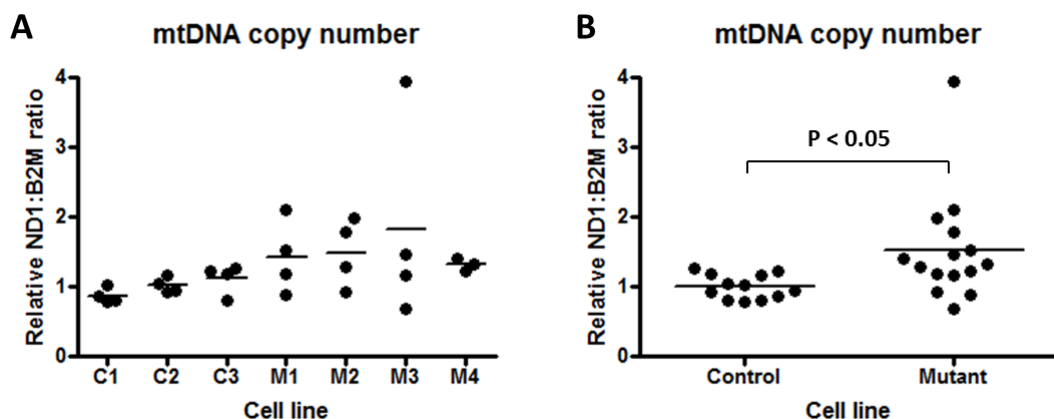 A
mtDNA copy number
Relative ND1:B2M ratio
4
3
2
1
0
C1 C2 C3 M1 M2 M3 M4
Cell line
B
mtDNA copy number
Relative ND1:B2M ratio
4
3
2
1
0
P < 0.05
Control Mutant
Cell line